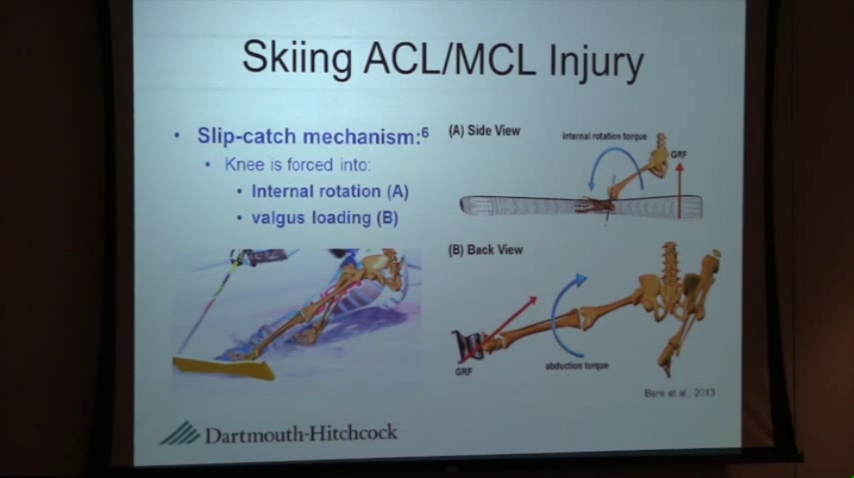 Skiing ACL/MCL Injury
• Slip-catch mechanism:6
• Knee is forced into:
• Internal rotation (A)
• valgus loading (B)
(A) Side View
internal rotation torque
GRF
(B) Back View
GRF
abduction torque
Bere et al., 2013
Dartmouth-Hitchcock